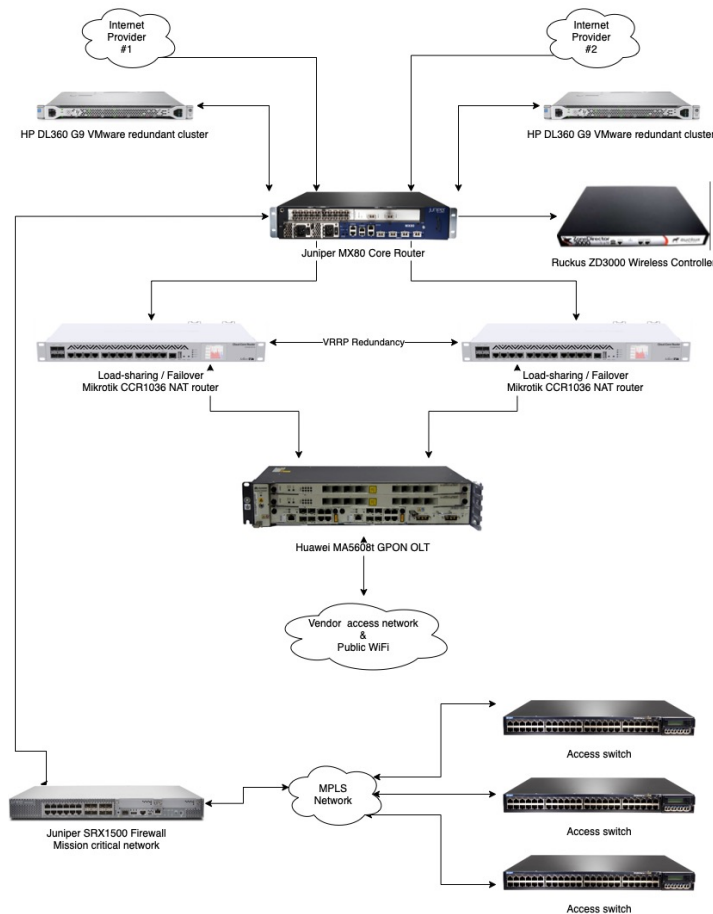 Internet
Provider
#1
Internet
Provider
#2
HP DL360 G9 VMware redundant cluster
HP DL360 G9 VMware redundant cluster
Juniper MX80 Core Router
ZoneDirector
3000
Ruckus ZD3000 Wireless Controller
VRRP Redundancy
Load-sharing / Failover
Mikrotik CCR1036 NAT router
Load-sharing / Failover
Mikrotik CCR1036 NAT router
Huawei MA5608t GPON OLT
Vendor access network
&
Public WiFi
MPLS
Network
Access switch
Access switch
Access switch
Juniper SRX1500 Firewall
Mission critical network